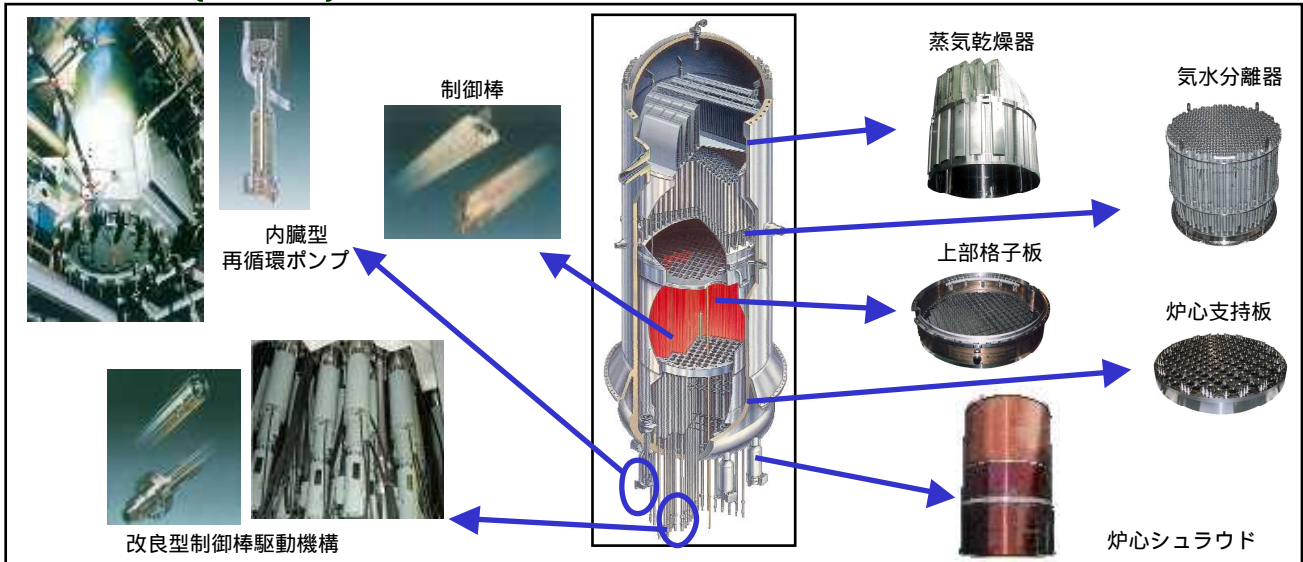 蒸気乾燥器
気水分離器
制御棒
内臓型
再循環ポンプ
上部格子板
炉心支持板
改良型制御棒駆動機構
炉心シュラウド